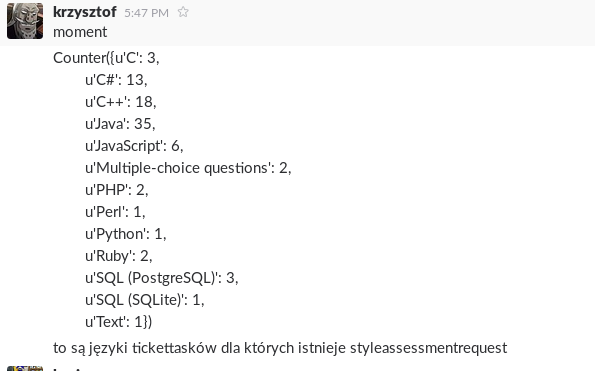 krzysztof 5:47 PM
moment
Counter({u'C': 3,
u'C#': 13,
u'C++': 18,
u'Java': 35,
u'JavaScript': 6,
u'Multiple-choice questions': 2,
u'PHP': 2,
u'Perl': 1,
u'Python': 1,
u'Ruby': 2,
u'SQL (PostgreSQL)': 3,
u'SQL (SQLite)': 1,
u'Text': 1})
to są języki tickettasków dla których istnieje styleassessmentrequest